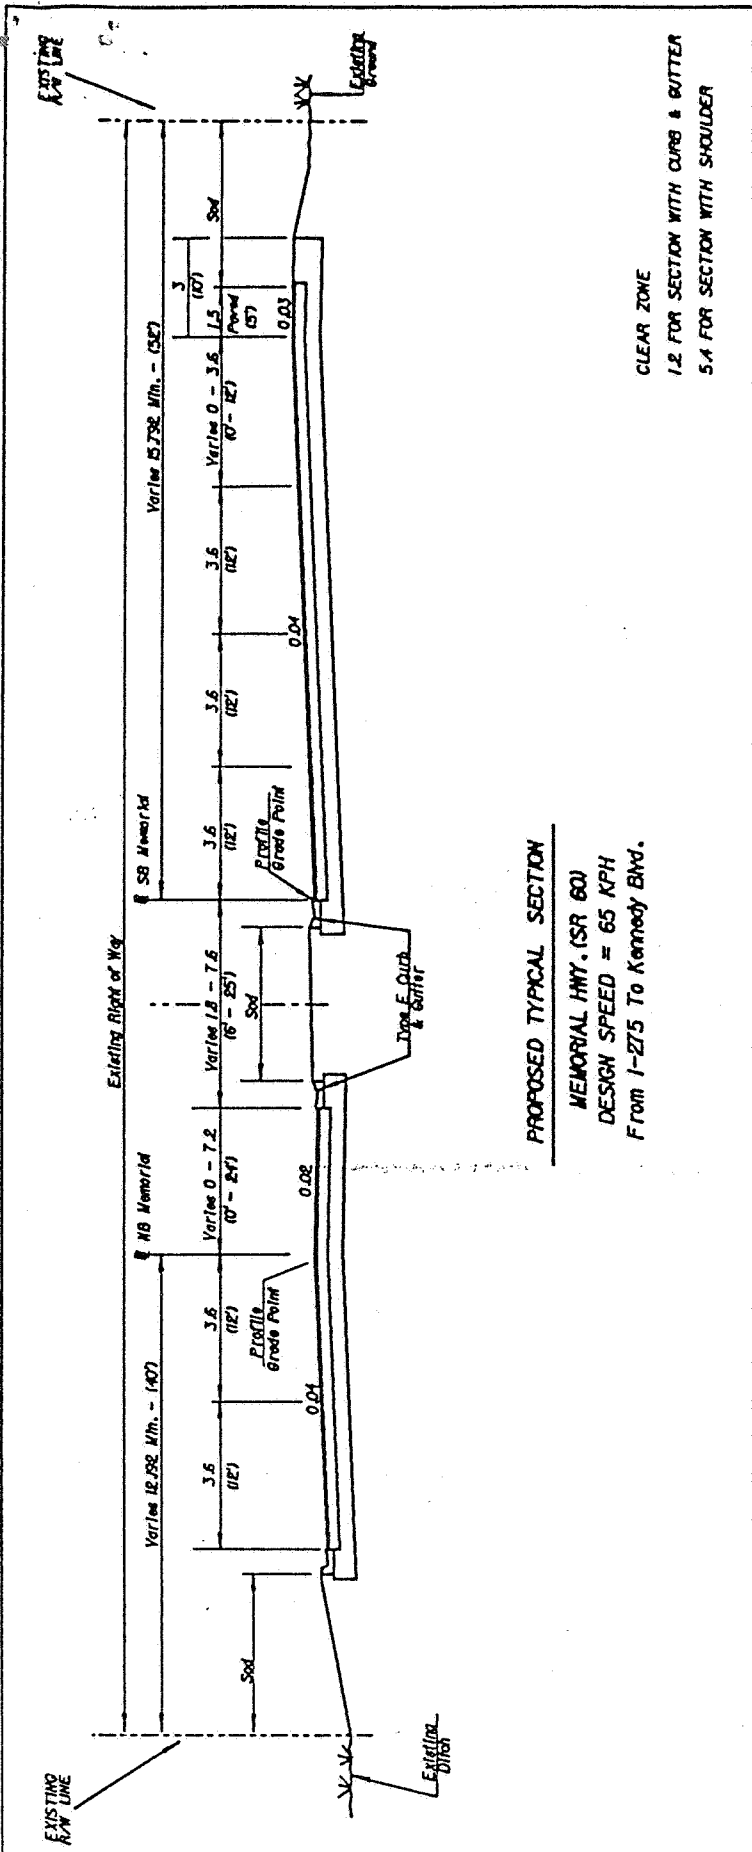 EXISTING
R/W LINE
EXISTING
R/W LINE
Existing Right of Way
Varies 12.192 Min. - (40')
Varies 15.792 Min. - (52')
℄ NB Memorial
℄ SB Memorial
3
(10')
Sod
3.6
(12')
3.6
(12')
Varies 0 - 7.2
(0' - 24')
Varies 1.8 - 7.6
(6' - 25')
3.6
(12')
3.6
(12')
3.6
(12')
Varies 0 - 3.6
(0' - 12')
1.5
Paved
(5')
Sod
Sod
Profile
Grade Point
Profile
Grade Point
0.04
0.02
0.04
0.03
Existing
Ditch
Type E Curb
& Gutter
Existing
Ground
PROPOSED TYPICAL SECTION
MEMORIAL HWY. (SR 60)
DESIGN SPEED = 65 KPH
From I-275 To Kennedy Blvd.
CLEAR ZONE
1.2 FOR SECTION WITH CURB & GUTTER
5.4 FOR SECTION WITH SHOULDER